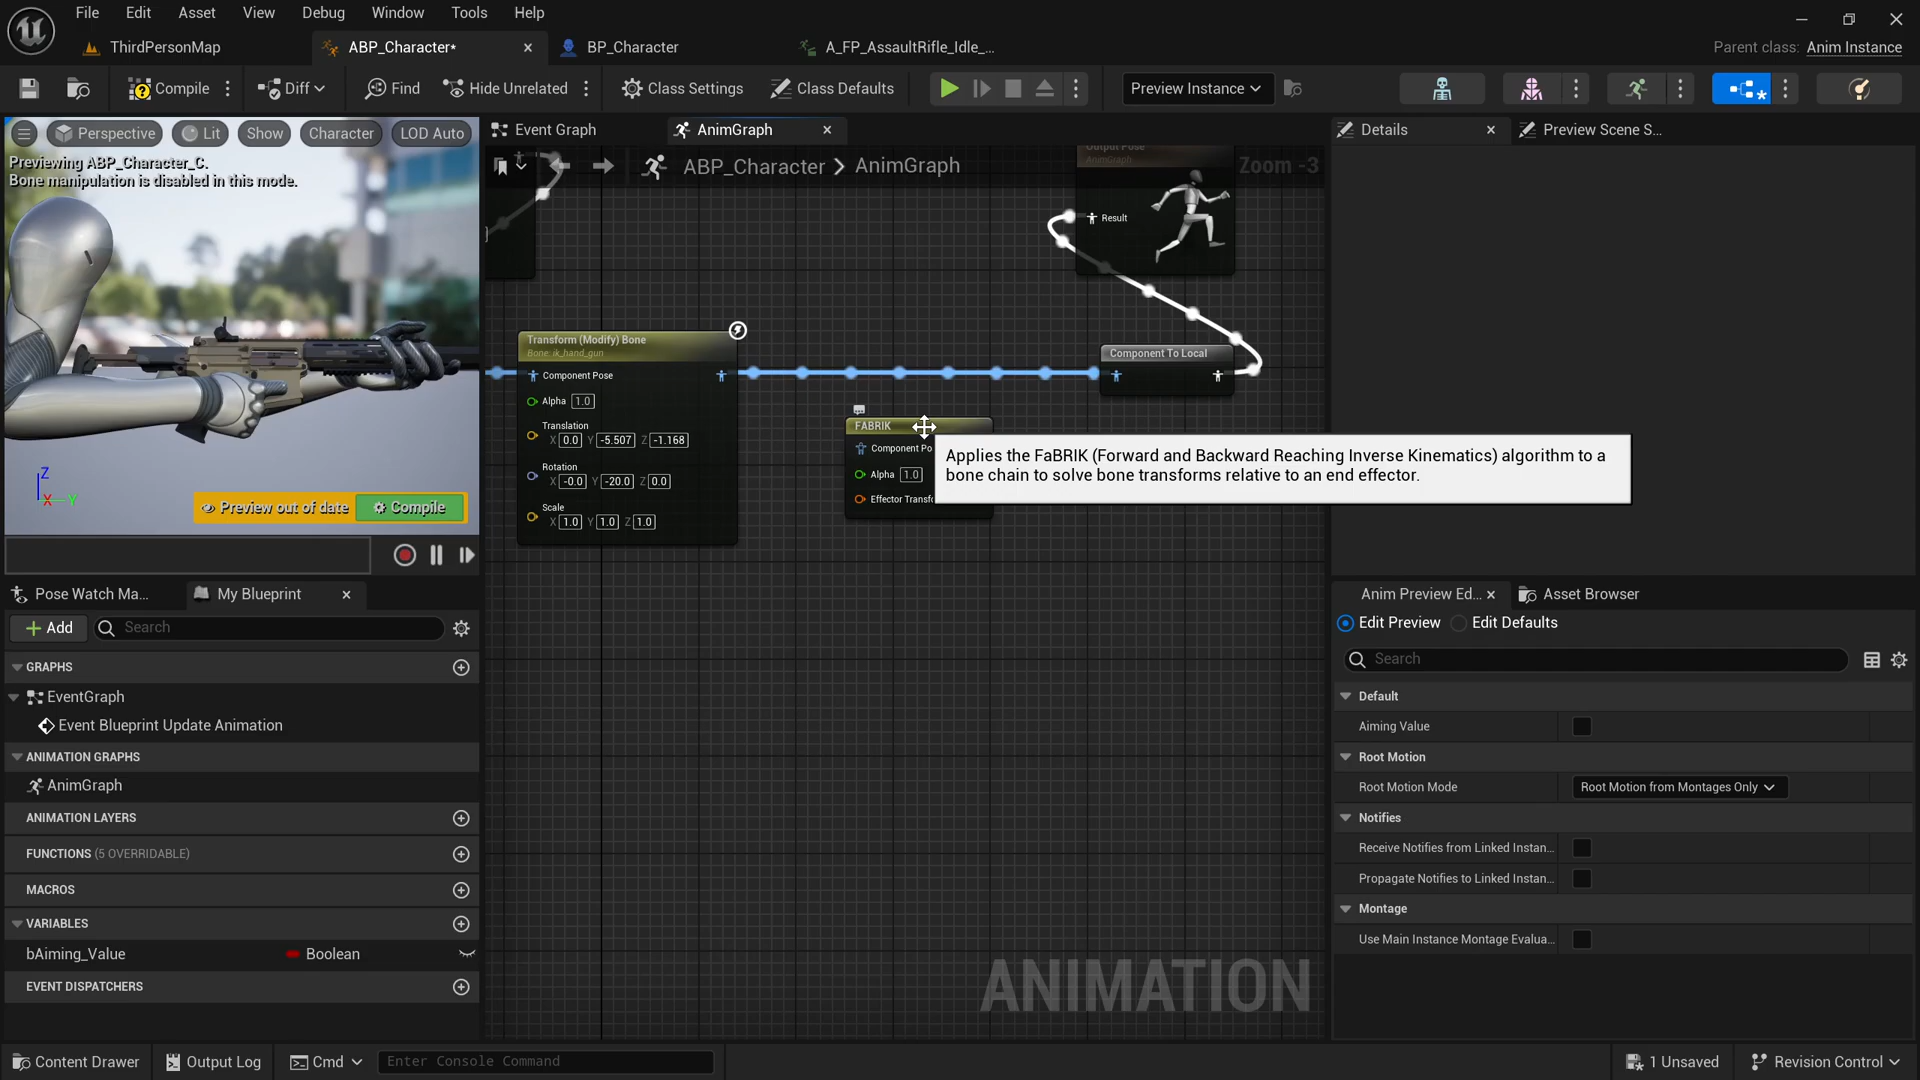 File Edit Asset View Debug Window Tools Help
ThirdPersonMap
ABP_Character*
BP_Character
A_FP_AssaultRifle_Idle_...
Parent class: Anim Instance
Compile
Diff
Find
Hide Unrelated
Class Settings
Class Defaults
Preview Instance
Perspective
Lit
Show
Character
LOD Auto
Previewing ABP_Character_C.
Bone manipulation is disabled in this mode.
Z
X
Y
Preview out of date
Compile
Event Graph
AnimGraph
ABP_Character > AnimGraph
Zoom -3
Output Pose
AnimGraph
Result
Transform (Modify) Bone
Bone: ik_hand_gun
Component Pose
Alpha 1.0
Translation
X 0.0 Y -5.507 Z -1.168
Rotation
X -0.0 Y -20.0 Z 0.0
Scale
X 1.0 Y 1.0 Z 1.0
Component To Local
FABRIK
Component Po
Alpha 1.0
Effector Transfo
Applies the FaBRIK (Forward and Backward Reaching Inverse Kinematics) algorithm to a
bone chain to solve bone transforms relative to an end effector.
ANIMATION
Details
Preview Scene S...
Pose Watch Ma...
My Blueprint
Add
Search
GRAPHS
EventGraph
Event Blueprint Update Animation
ANIMATION GRAPHS
AnimGraph
ANIMATION LAYERS
FUNCTIONS (5 OVERRIDABLE)
MACROS
VARIABLES
bAiming_Value
Boolean
EVENT DISPATCHERS
Anim Preview Ed...
Asset Browser
Edit Preview
Edit Defaults
Search
Default
Aiming Value
Root Motion
Root Motion Mode
Root Motion from Montages Only
Notifies
Receive Notifies from Linked Instan...
Propagate Notifies to Linked Instan...
Montage
Use Main Instance Montage Evalua...
Content Drawer
Output Log
Cmd
Enter Console Command
1 Unsaved
Revision Control